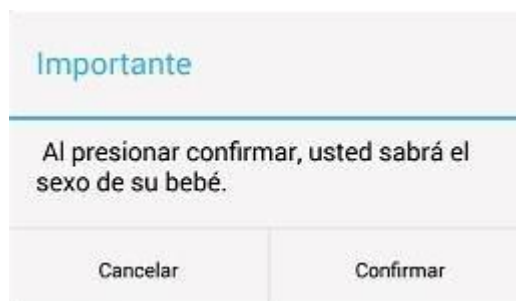 Importante
Al presionar confirmar, usted sabrá el
sexo de su bebé.
Cancelar
Confirmar